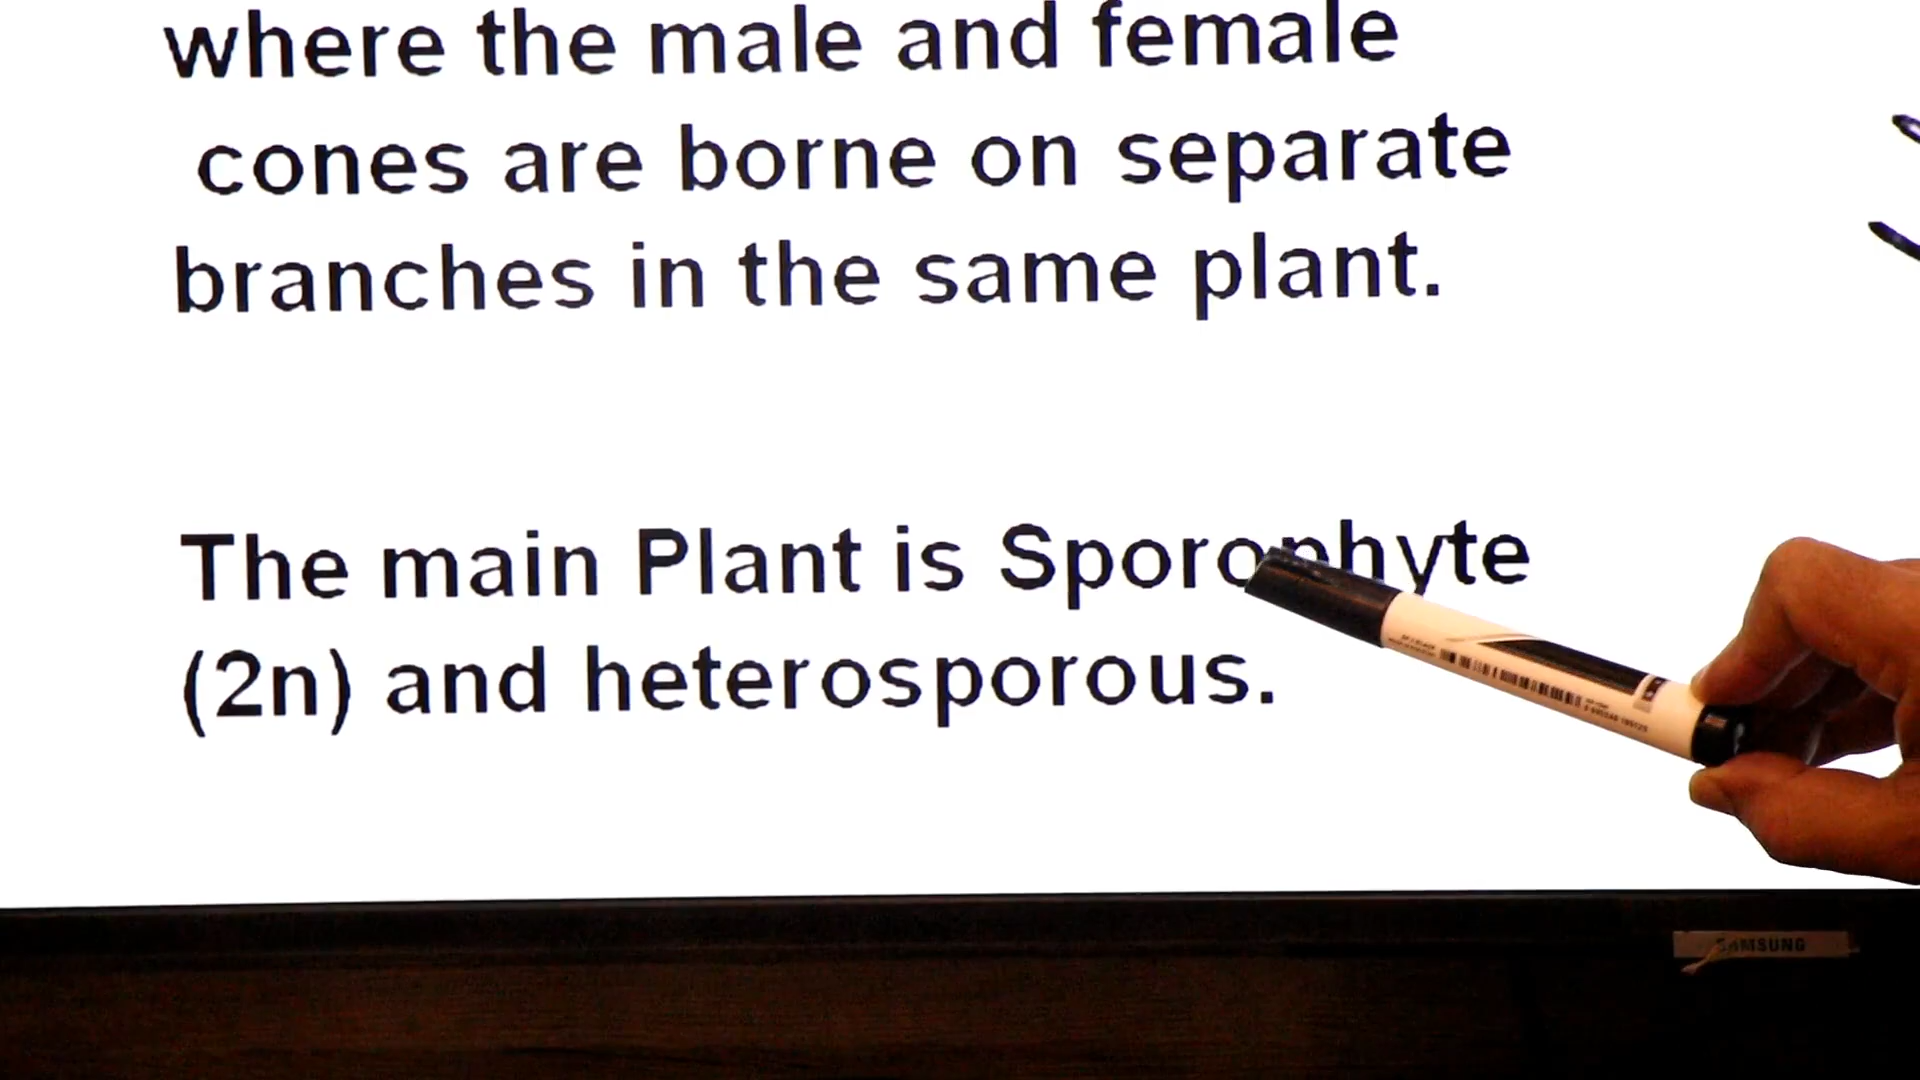 where the male and female
cones are borne on separate
branches in the same plant.
The main Plant is Sporophyte
(2n) and heterosporous.
SAMSUNG